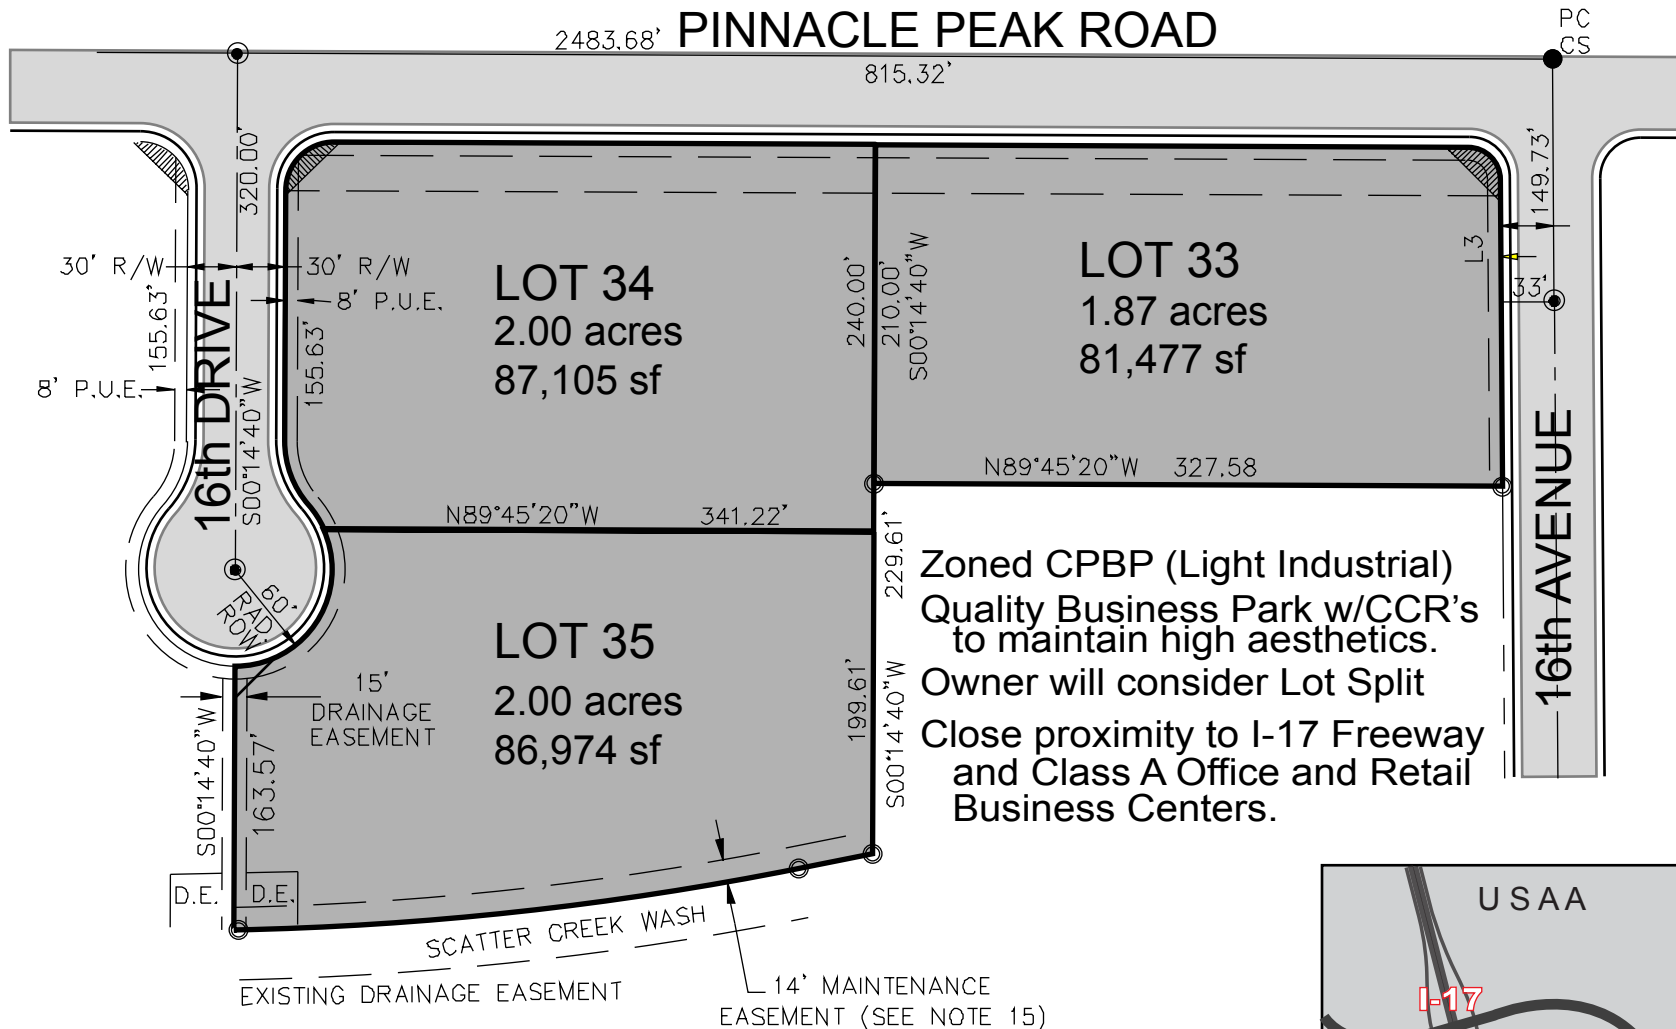 2483.68' PINNACLE PEAK ROAD
PC
CS
815.32'
320.00'
149.73'
30' R/W
30' R/W
8' P.U.E.
155.63'
155.63'
8' P.U.E.
16th DRIVE
S00°14'40"W
LOT 34
2.00 acres
87,105 sf
240.00'
210.00'
S00°14'40"W
LOT 33
1.87 acres
81,477 sf
L3
33'
N89°45'20"W 327.58
N89°45'20"W 341.22'
229.61'
16th AVENUE
60'
RAD.
ROW
LOT 35
2.00 acres
86,974 sf
15'
DRAINAGE
EASEMENT
S00°14'40"W
163.57'
199.61'
S00°14'40"W
Zoned CPBP (Light Industrial)
Quality Business Park w/CCR's
to maintain high aesthetics.
Owner will consider Lot Split
Close proximity to I-17 Freeway
and Class A Office and Retail
Business Centers.
D.E.
D.E.
SCATTER CREEK WASH
EXISTING DRAINAGE EASEMENT
14' MAINTENANCE
EASEMENT (SEE NOTE 15)
USAA
I-17